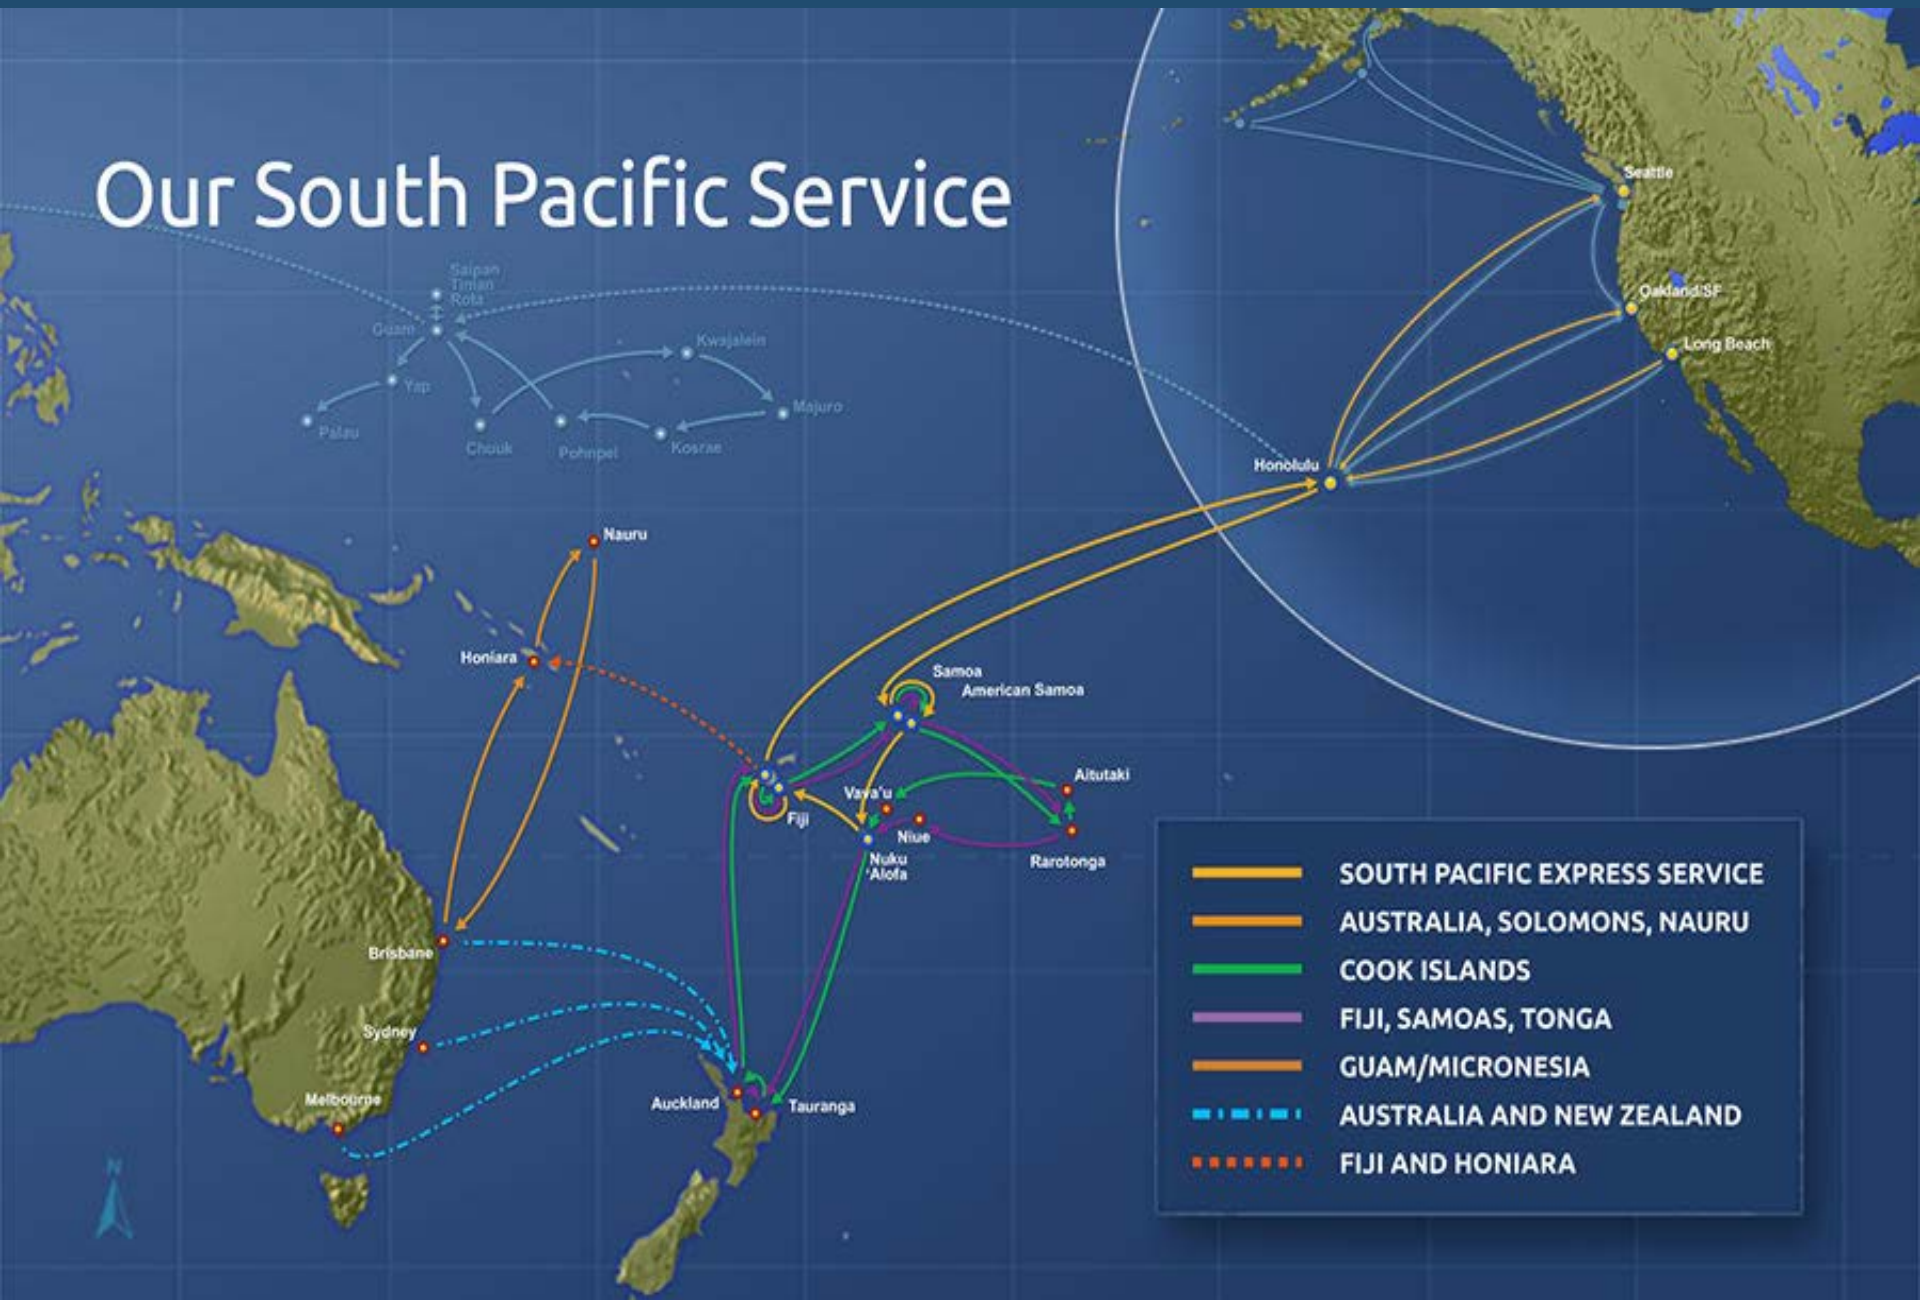 Our South Pacific Service
Seattle
Oakland/SF
Long Beach
Honolulu
Saipan
Tinian
Rota
Guam
Yap
Palau
Chuuk
Pohnpei
Kosrae
Kwajalein
Majuro
Nauru
Honiara
Samoa
American Samoa
Aitutaki
Vava'u
Fiji
Niue
Nuku
'Alofa
Rarotonga
Brisbane
Sydney
Melbourne
Auckland
Tauranga
N
SOUTH PACIFIC EXPRESS SERVICE
AUSTRALIA, SOLOMONS, NAURU
COOK ISLANDS
FIJI, SAMOAS, TONGA
GUAM/MICRONESIA
AUSTRALIA AND NEW ZEALAND
FIJI AND HONIARA